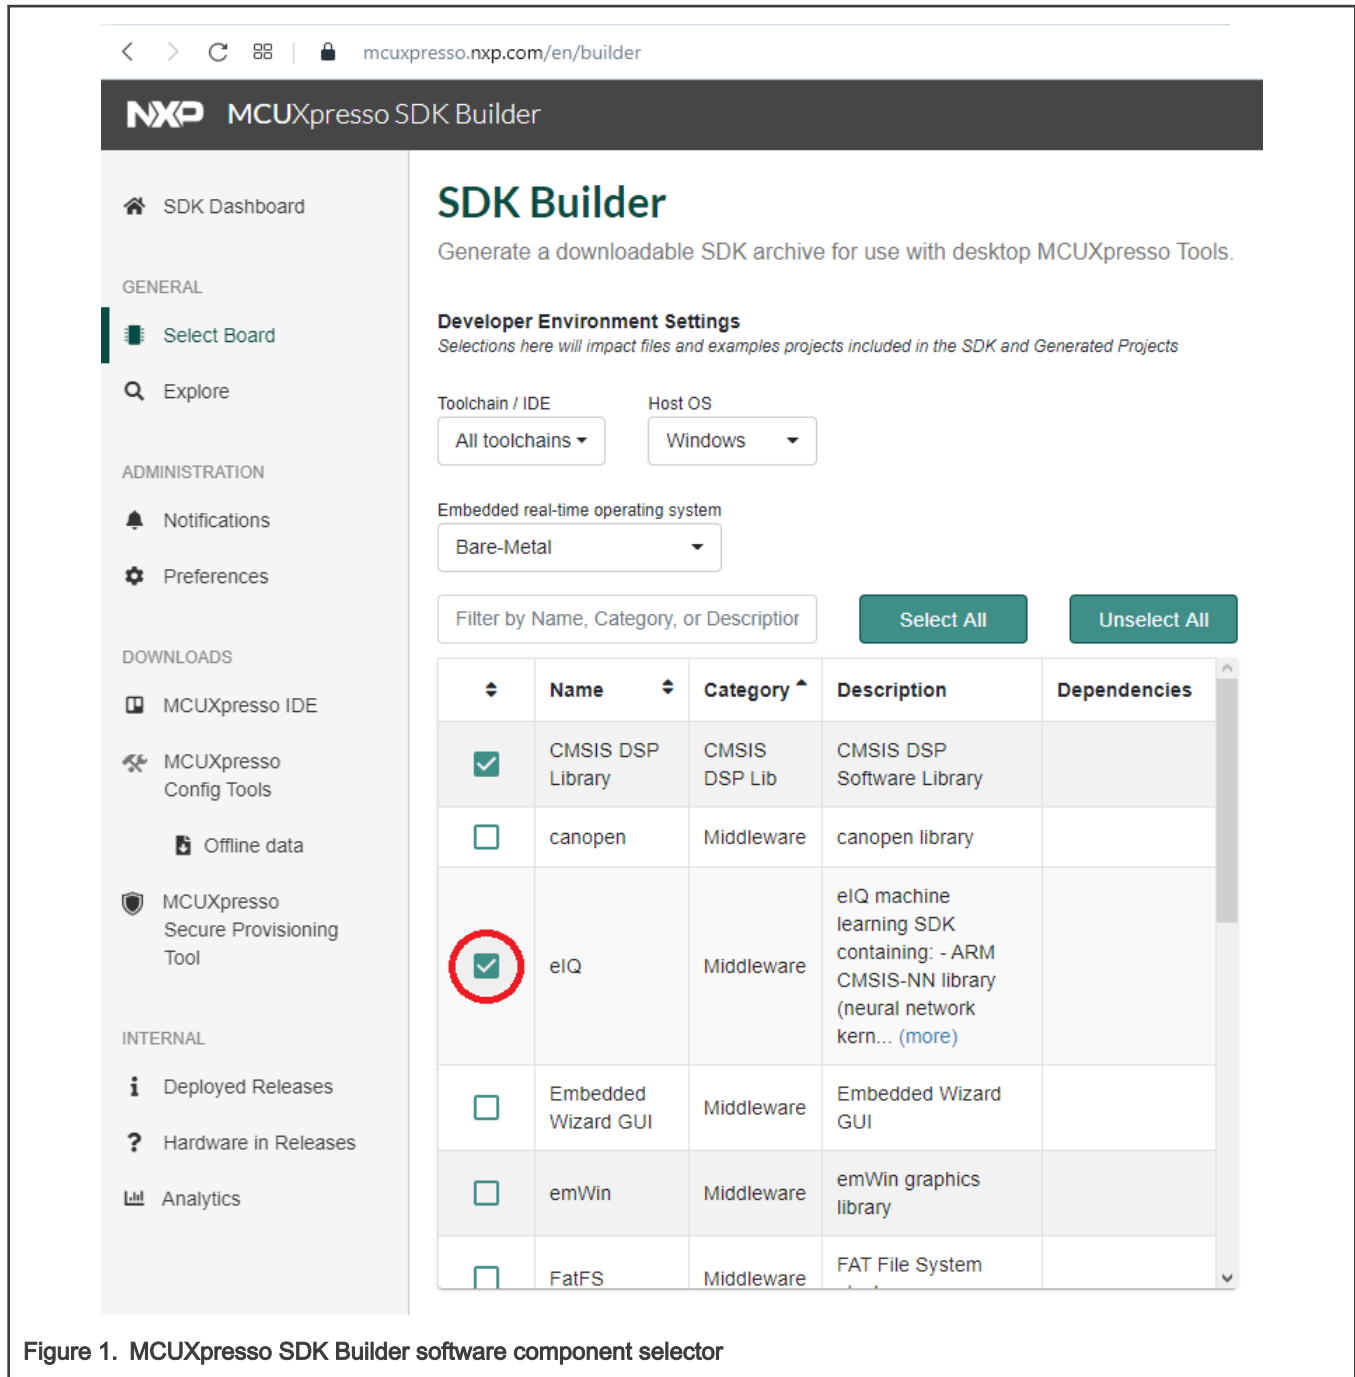 mcuxpresso.nxp.com/en/builder
NXP MCUXpresso SDK Builder
SDK Dashboard
GENERAL
Select Board
Explore
ADMINISTRATION
Notifications
Preferences
DOWNLOADS
MCUXpresso IDE
MCUXpresso
Config Tools
Offline data
MCUXpresso
Secure Provisioning
Tool
INTERNAL
Deployed Releases
Hardware in Releases
Analytics
SDK Builder
Generate a downloadable SDK archive for use with desktop MCUXpresso Tools.
Developer Environment Settings
Selections here will impact files and examples projects included in the SDK and Generated Projects
Toolchain / IDE Host OS
All toolchains Windows
Embedded real-time operating system
Bare-Metal
Filter by Name, Category, or Description Select All Unselect All
Name Category Description Dependencies
CMSIS DSP CMSIS CMSIS DSP
Library DSP Lib Software Library
canopen Middleware canopen library
eIQ machine
learning SDK
containing: - ARM
eIQ Middleware CMSIS-NN library
(neural network
kern... (more)
Embedded Middleware Embedded Wizard
Wizard GUI GUI
emWin Middleware emWin graphics
library
FatFS Middleware FAT File System
Figure 1. MCUXpresso SDK Builder software component selector